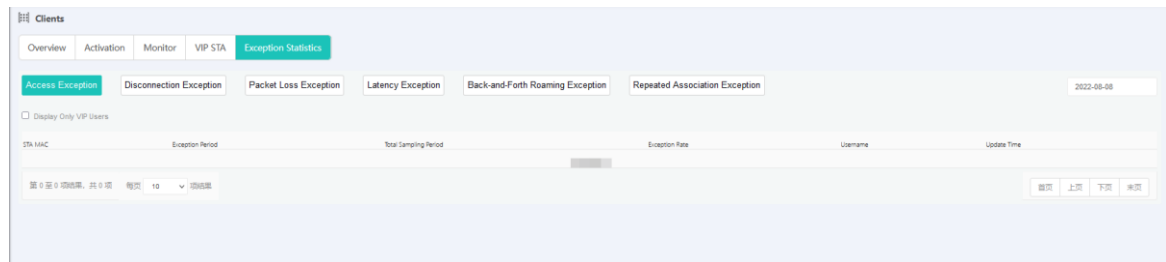 Clients
Overview Activation Monitor VIP STA Exception Statistics
Access Exception Disconnection Exception Packet Loss Exception Latency Exception Back-and-Forth Roaming Exception Repeated Association Exception 2022-08-08
Display Only VIP Users
STA MAC Exception Period Total Sampling Period Exception Rate Username Update Time
第 0 至 0 项结果，共 0 项 每页 10 项结果 首页 上页 下页 末页